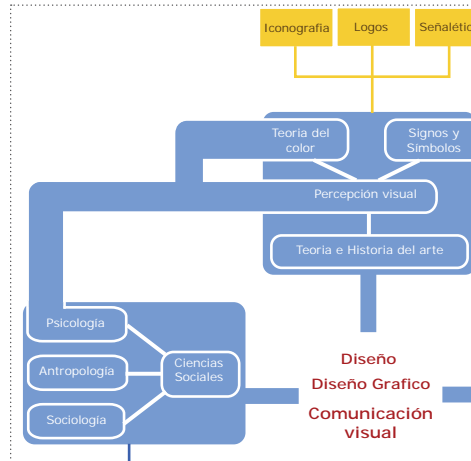 Iconografia
Logos
Señalétic
Teoria del
color
Signos y
Símbolos
Percepción visual
Teoria e Historia del arte
Psicología
Antropología
Sociologia
Ciencias
Sociales
Diseño
Diseño Grafico
Comunicación
visual